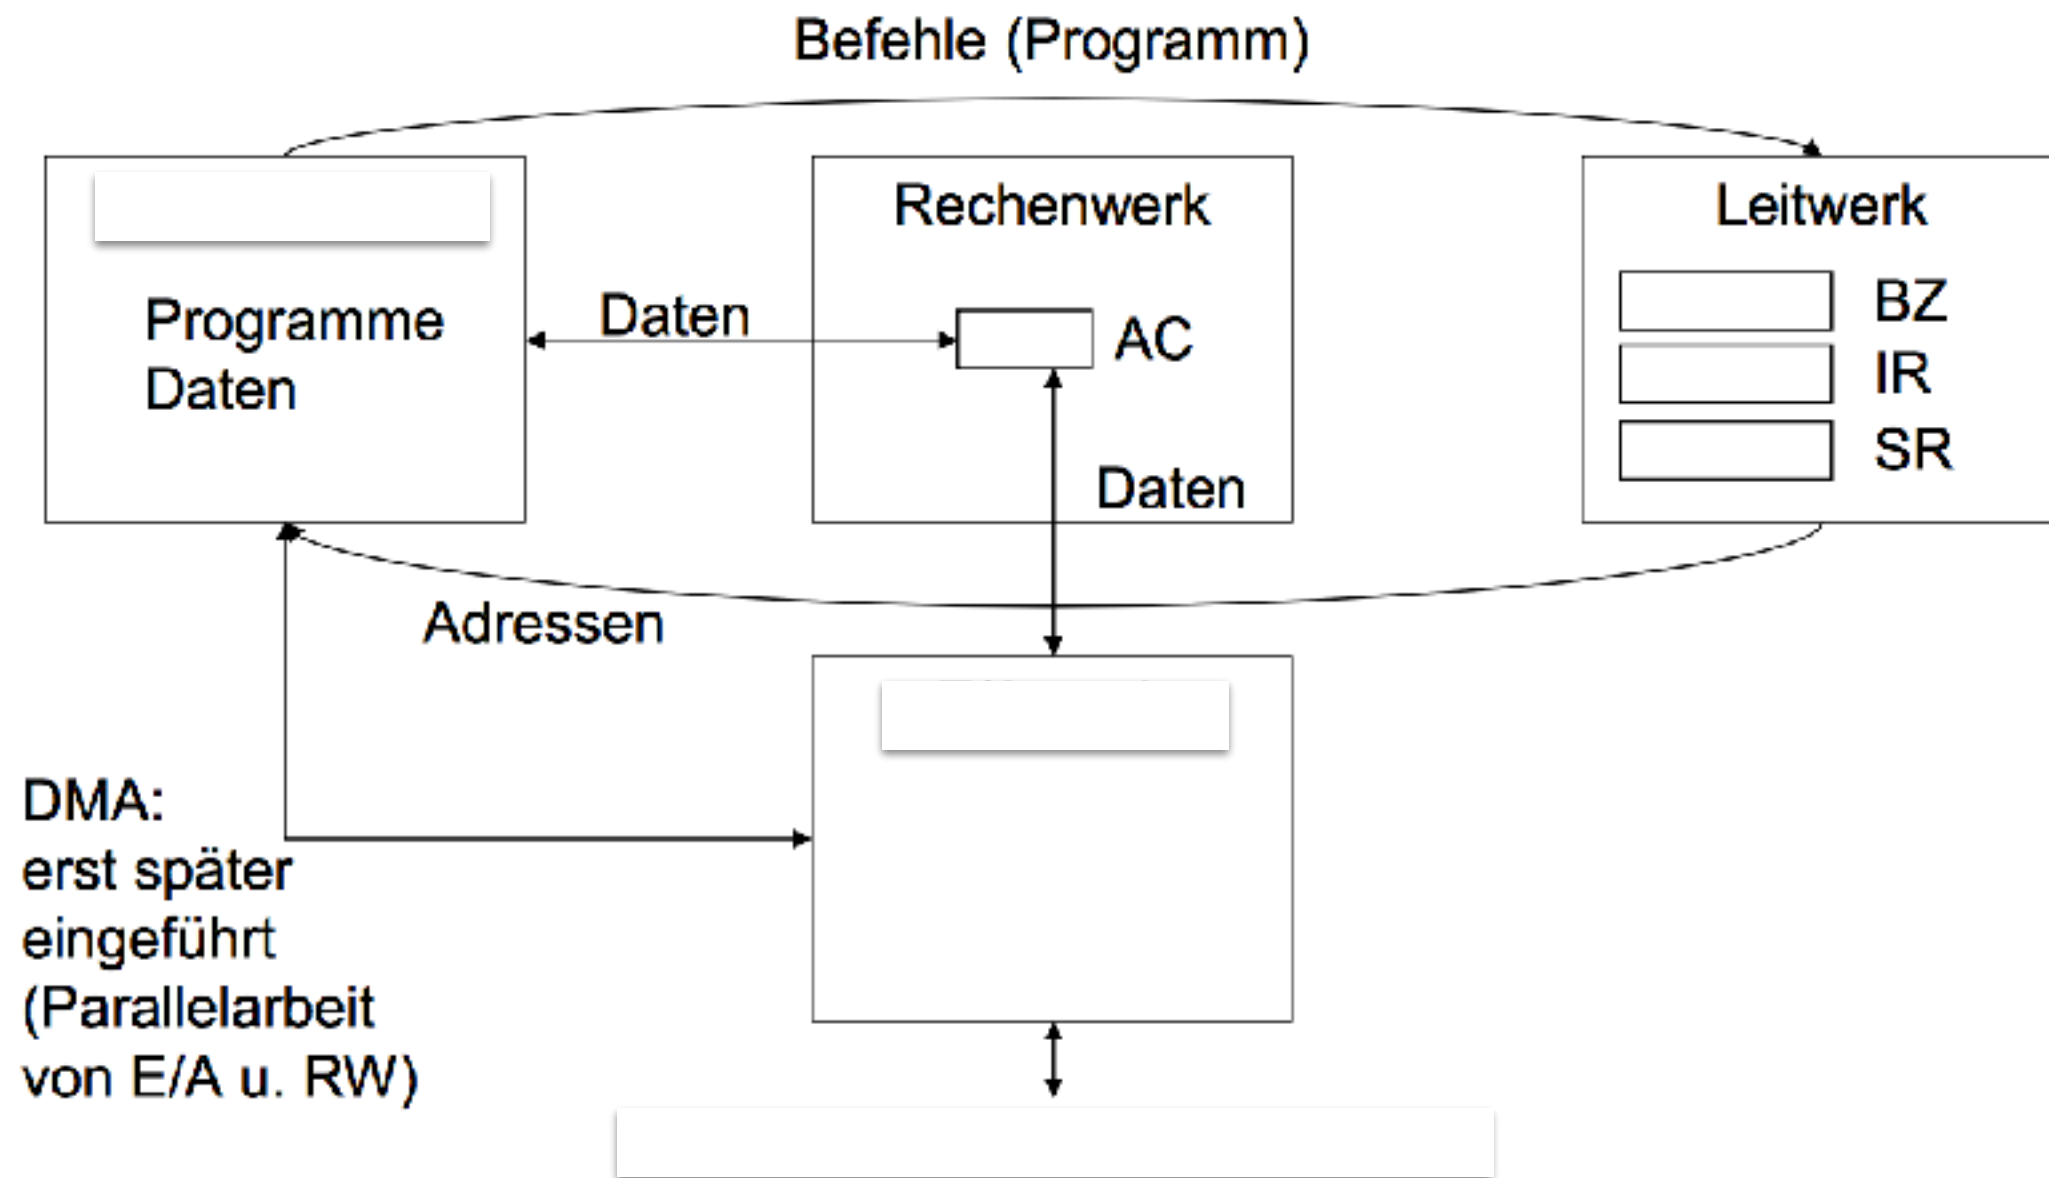 Befehle (Programm)
Rechenwerk
Leitwerk
Programme
Daten
Daten
AC
BZ
IR
SR
Daten
Adressen
DMA:
erst später
eingeführt
(Parallelarbeit
von E/A u. RW)